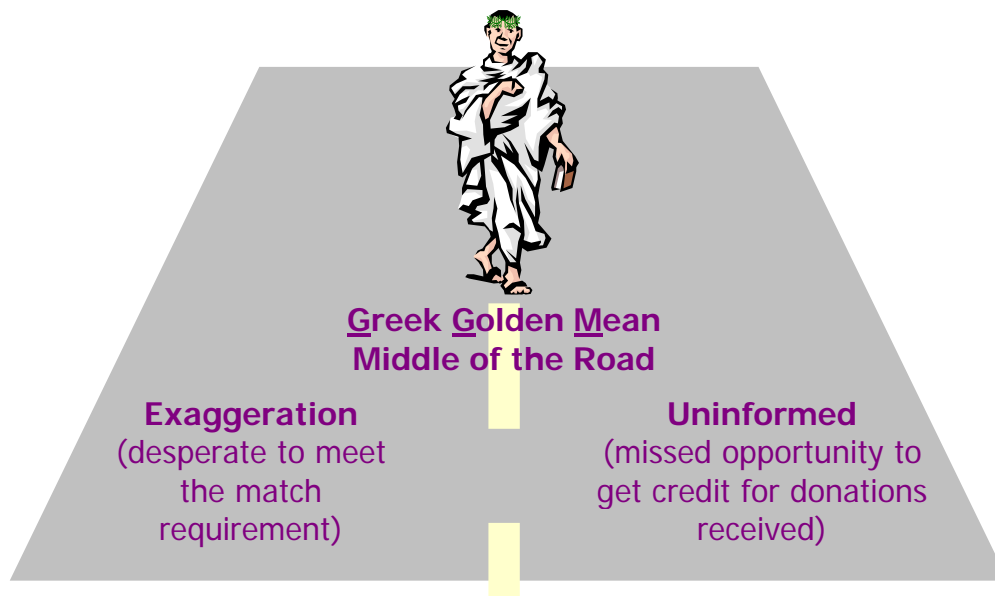 Greek Golden Mean
Middle of the Road
Exaggeration
(desperate to meet
the match
requirement)
Uninformed
(missed opportunity to
get credit for donations
received)